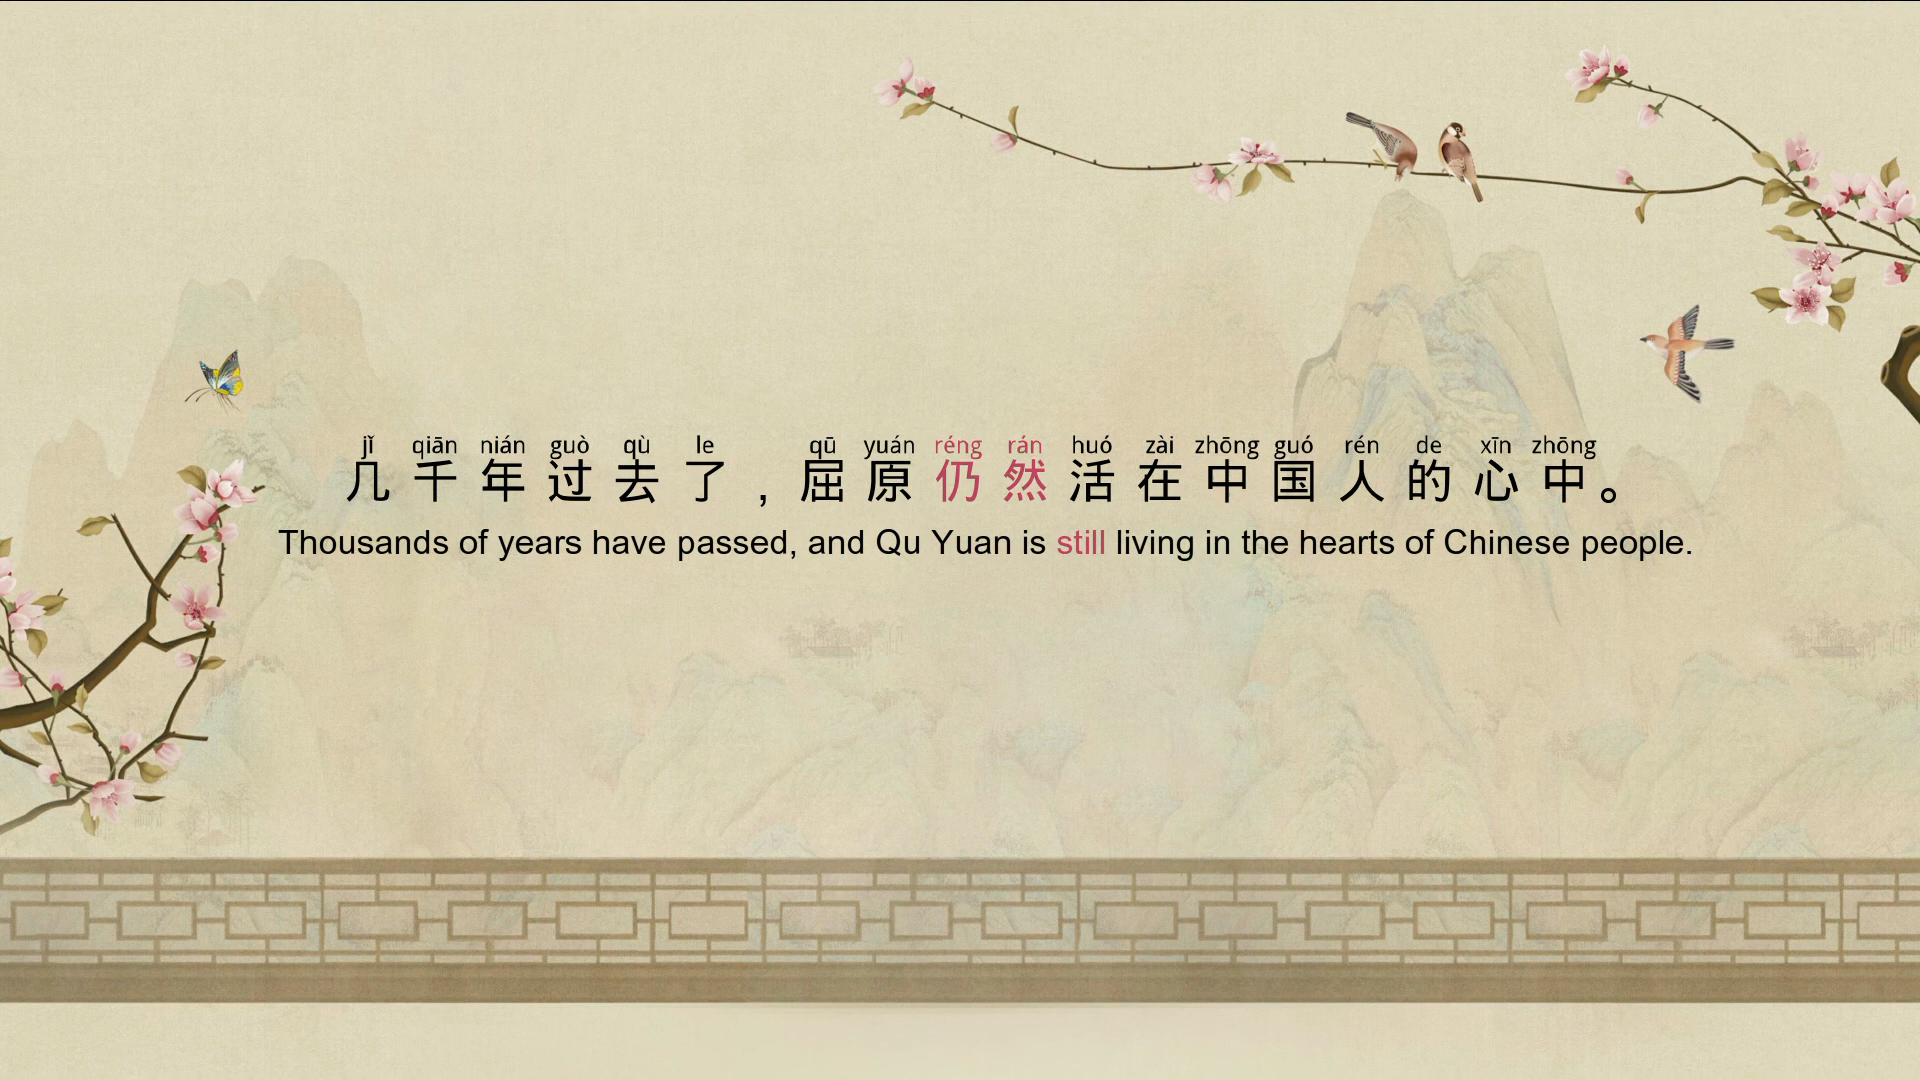 jǐ qiān nián guò qù le qū yuán réng rán huó zài zhōng guó rén de xīn zhōng
几千年过去了，屈原仍然活在中国人的心中。
Thousands of years have passed, and Qu Yuan is still living in the hearts of Chinese people.